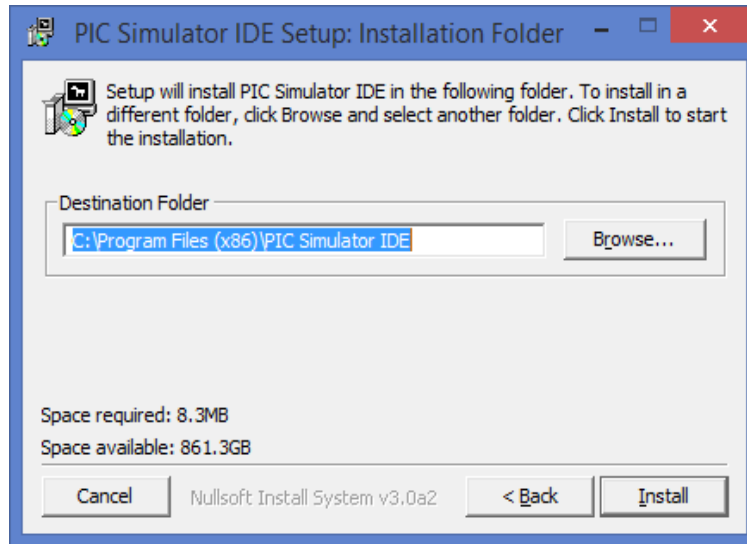 PIC Simulator IDE Setup: Installation Folder
Setup will install PIC Simulator IDE in the following folder. To install in a
different folder, click Browse and select another folder. Click Install to start
the installation.
Destination Folder
C:\Program Files (x86)\PIC Simulator IDE
Browse...
Space required: 8.3MB
Space available: 861.3GB
Cancel
Nullsoft Install System v3.0a2
< Back
Install